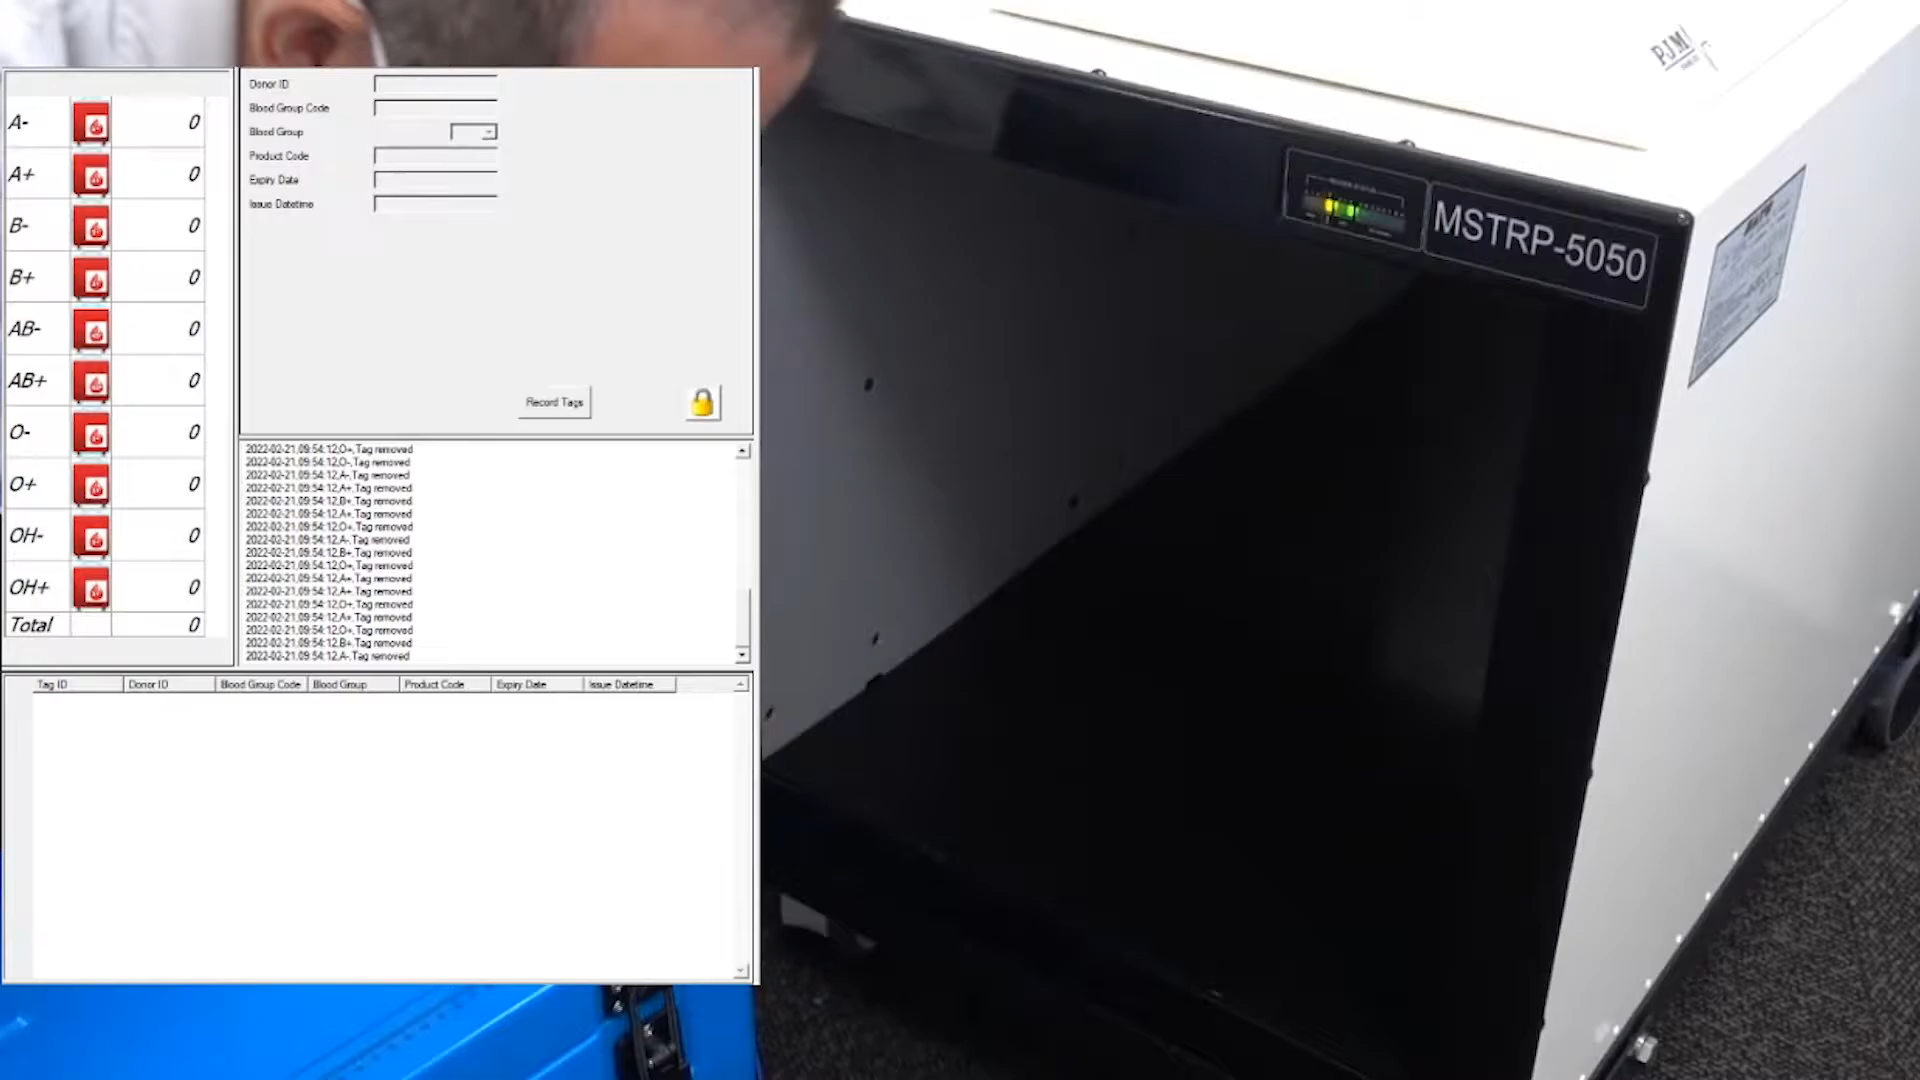 A- 0
A+ 0
B- 0
B+ 0
AB- 0
AB+ 0
O- 0
O+ 0
OH- 0
OH+ 0
Total 0
Donor ID
Blood Group Code
Blood Group
Product Code
Expiry Date
Issue Datetime
Record Tags
2022-02-21,09:54:12,O+,Tag removed
2022-02-21,09:54:12,O-,Tag removed
2022-02-21,09:54:12,A-,Tag removed
2022-02-21,09:54:12,A+,Tag removed
2022-02-21,09:54:12,B+,Tag removed
2022-02-21,09:54:12,A+,Tag removed
2022-02-21,09:54:12,O+,Tag removed
2022-02-21,09:54:12,A-,Tag removed
2022-02-21,09:54:12,B+,Tag removed
2022-02-21,09:54:12,O+,Tag removed
2022-02-21,09:54:12,A+,Tag removed
2022-02-21,09:54:12,A+,Tag removed
2022-02-21,09:54:12,O+,Tag removed
2022-02-21,09:54:12,A+,Tag removed
2022-02-21,09:54:12,O+,Tag removed
2022-02-21,09:54:12,B+,Tag removed
2022-02-21,09:54:12,A-,Tag removed
Tag ID Donor ID Blood Group Code Blood Group Product Code Expiry Date Issue Datetime
PJM
MSTRP-5050